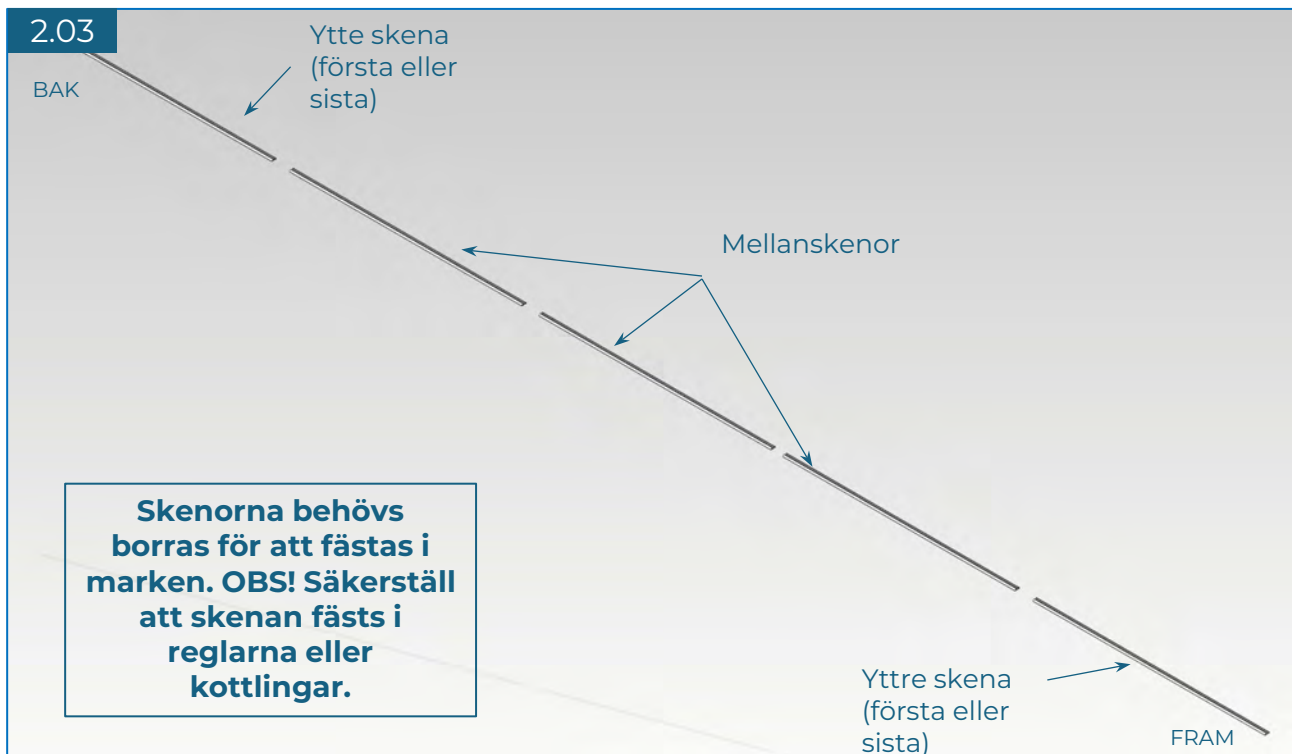 2.03
BAK
Ytte skena
(första eller
sista)
Mellanskenor
Skenorna behövs
borras för att fästas i
marken. OBS! Säkerställ
att skenan fästs i
reglarna eller
kottlingar.
Yttre skena
(första eller
sista)
FRAM